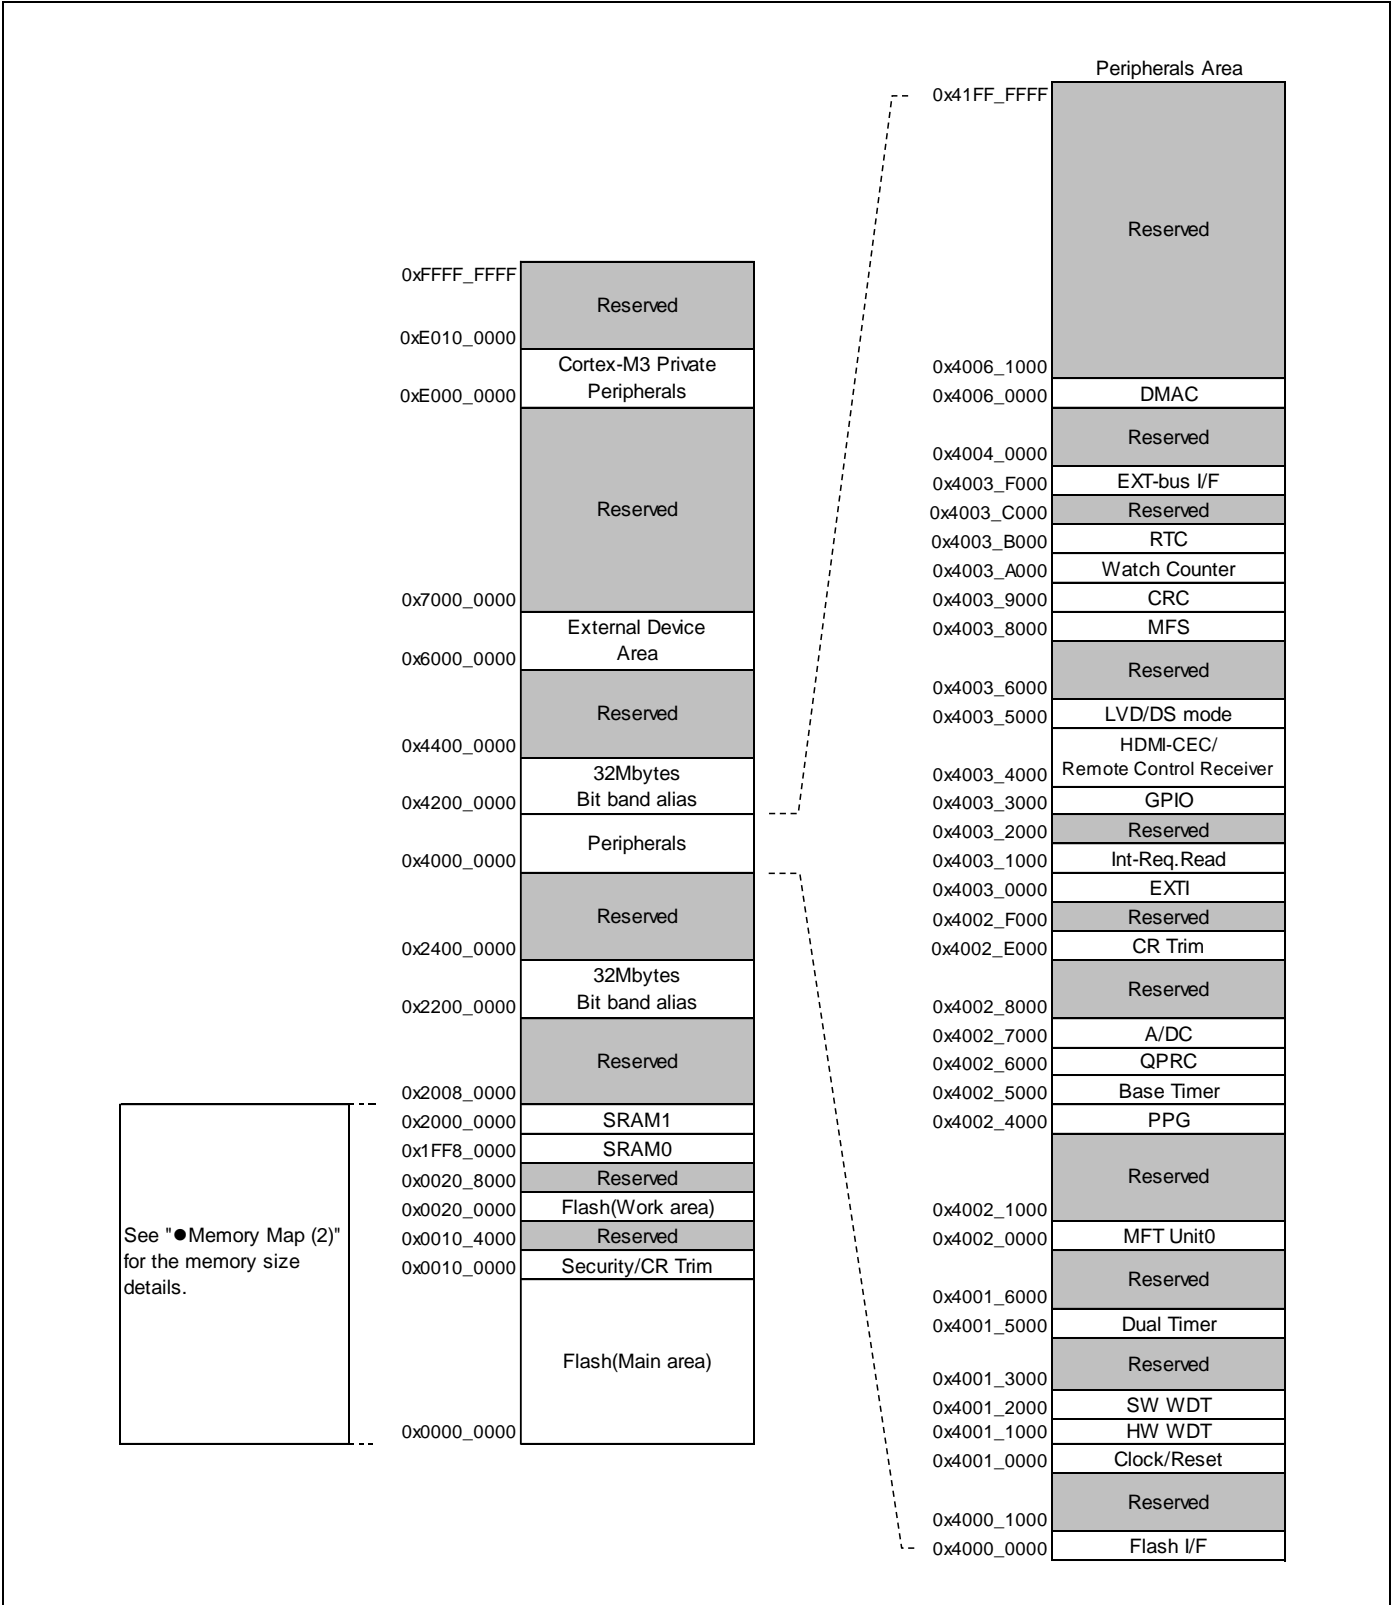 Peripherals Area
0x41FF_FFFF
Reserved
0x4006_1000
0x4006_0000 DMAC
Reserved
0x4004_0000
0x4003_F000 EXT-bus I/F
0x4003_C000 Reserved
0x4003_B000 RTC
0x4003_A000 Watch Counter
0x4003_9000 CRC
0x4003_8000 MFS
Reserved
0x4003_6000
0x4003_5000 LVD/DS mode
HDMI-CEC/
0x4003_4000 Remote Control Receiver
0x4003_3000 GPIO
0x4003_2000 Reserved
0x4003_1000 Int-Req.Read
0x4003_0000 EXTI
0x4002_F000 Reserved
0x4002_E000 CR Trim
Reserved
0x4002_8000
0x4002_7000 A/DC
0x4002_6000 QPRC
0x4002_5000 Base Timer
0x4002_4000 PPG
Reserved
0x4002_1000
0x4002_0000 MFT Unit0
Reserved
0x4001_6000
0x4001_5000 Dual Timer
Reserved
0x4001_3000
0x4001_2000 SW WDT
0x4001_1000 HW WDT
0x4001_0000 Clock/Reset
Reserved
0x4000_1000
0x4000_0000 Flash I/F
0xFFFF_FFFF
Reserved
0xE010_0000
Cortex-M3 Private
0xE000_0000 Peripherals
Reserved
0x7000_0000
External Device
Area
0x6000_0000
Reserved
0x4400_0000
32Mbytes
0x4200_0000 Bit band alias
Peripherals
0x4000_0000
Reserved
0x2400_0000
32Mbytes
0x2200_0000 Bit band alias
Reserved
0x2008_0000
0x2000_0000 SRAM1
0x1FF8_0000 SRAM0
0x0020_8000 Reserved
0x0020_0000 Flash(Work area)
0x0010_4000 Reserved
0x0010_0000 Security/CR Trim
Flash(Main area)
0x0000_0000
See "●Memory Map (2)"
for the memory size
details.